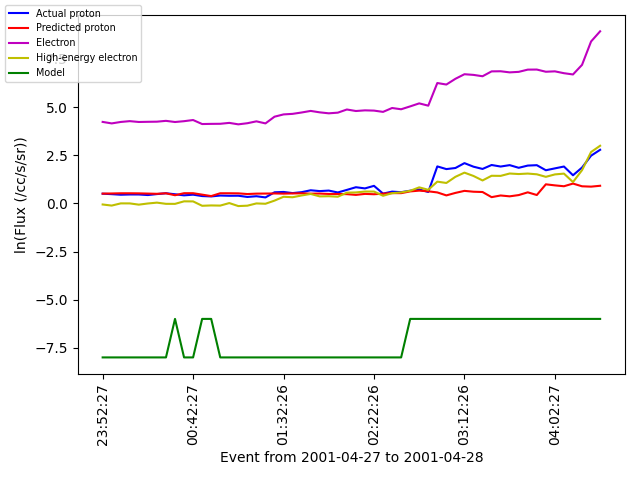 Actual proton
Predicted proton
Electron
High-energy electron
Model
5.0
2.5
0.0
−2.5
−5.0
−7.5
ln(Flux (/cc/s/sr))
23:52:27
00:42:27
01:32:26
02:22:26
03:12:26
04:02:27
Event from 2001-04-27 to 2001-04-28